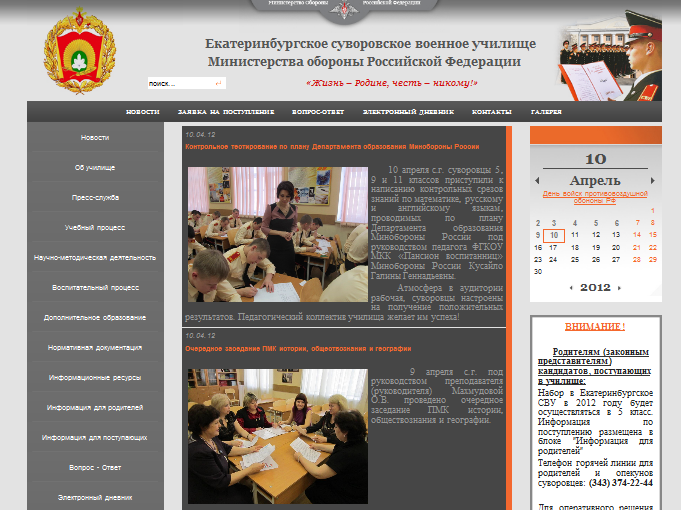 Министерство Обороны Российской Федерации
Екатеринбургское суворовское военное училище
Министерства обороны Российской Федерации
поиск...
«Жизнь – Родине, честь – никому!»
НОВОСТИ ЗАЯВКА НА ПОСТУПЛЕНИЕ ВОПРОС-ОТВЕТ ЭЛЕКТРОННЫЙ ДНЕВНИК КОНТАКТЫ ГАЛЕРЕЯ
Новости
Об училище
Пресс-служба
Учебный процесс
Научно-методическая деятельность
Воспитательный процесс
Дополнительное образование
Нормативная документация
Информационные ресурсы
Информация для родителей
Информация для поступающих
Вопрос - Ответ
Электронный дневник
10.04.12
Контрольное тестирование по плану Департамента образования Минобороны России
10 апреля с.г. суворовцы 5,
9 и 11 классов приступили к
написанию контрольных срезов
знаний по математике, русскому
и английскому языкам,
проводимых по плану
Департамента образования
Минобороны России под
руководством педагога ФГКОУ
МКК «Пансион воспитанниц»
Минобороны России Кусайло
Галины Геннадьевны.
Атмосфера в аудитории
рабочая, суворовцы настроены
на получение положительных
результатов. Педагогический коллектив училища желает им успеха!
10.04.12
Очередное заседание ПМК истории, обществознания и географии
9 апреля с.г. под
руководством преподавателя
(руководителя) Махмудовой
О.В. проведено очередное
заседание ПМК истории,
обществознания и географии.
10
Апрель
День войск противовоздушной
обороны РФ
1
2 3 4 5 6 7 8
9 10 11 12 13 14 15
16 17 18 19 20 21 22
23 24 25 26 27 28 29
30
2012
ВНИМАНИЕ!
Родителям (законным
представителям)
кандидатов, поступающих
в училище:
Набор в Екатеринбургское
СВУ в 2012 году будет
осуществляться в 5 класс.
Информация по
поступлению размещена в
блоке "Информация для
родителей"
Телефон горячей линии для
родителей и опекунов
суворовцев: (343) 374-22-44
Для оперативного решения